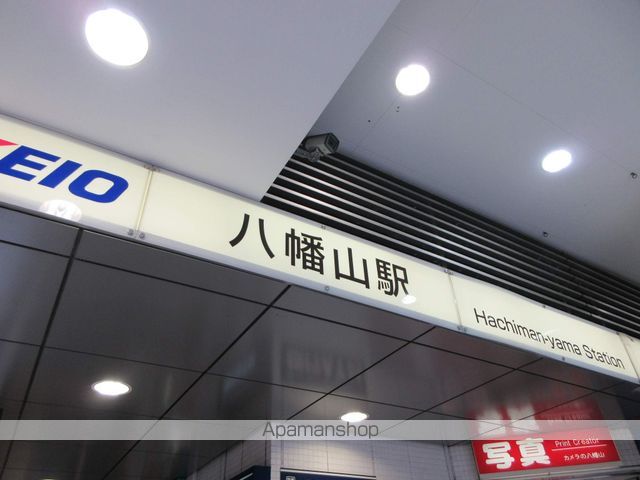 KEIO
八幡山駅
Hachiman-yama Station
Apamanshop
写真
Print Creator
カメラの八幡山